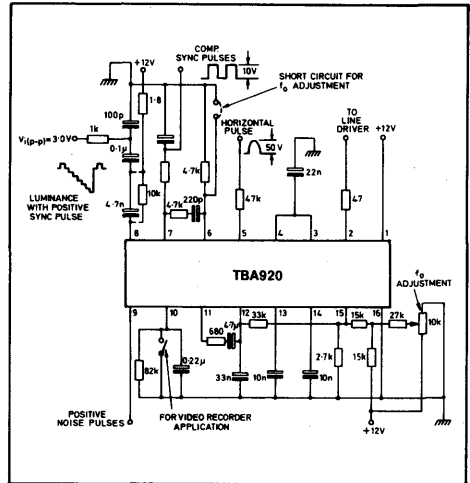 COMP.
SYNC PULSES
+12V
10V
SHORT CIRCUIT FOR
f₀
ADJUSTMENT
100p
1·8
HORIZONTAL
PULSE
TO
LINE
DRIVER
+12V
Vi(p-p)= 3·0V
1k
50 V
0·1µ
4·7k
22n
LUMINANCE
WITH POSITIVE
SYNC PULSE
10k
4·7k
220p
47k
47
4·7n
8
7
6
5
4
3
2
1
TBA920
f₀
ADJUSTMENT
9
10
11
12
13
14
15
16
4·7µ
33k
15k
27k
10k
680
82k
0·22µ
33n
10n
10n
2·7k
15k
FOR VIDEO RECORDER
APPLICATION
POSITIVE
NOISE PULSES
+12V